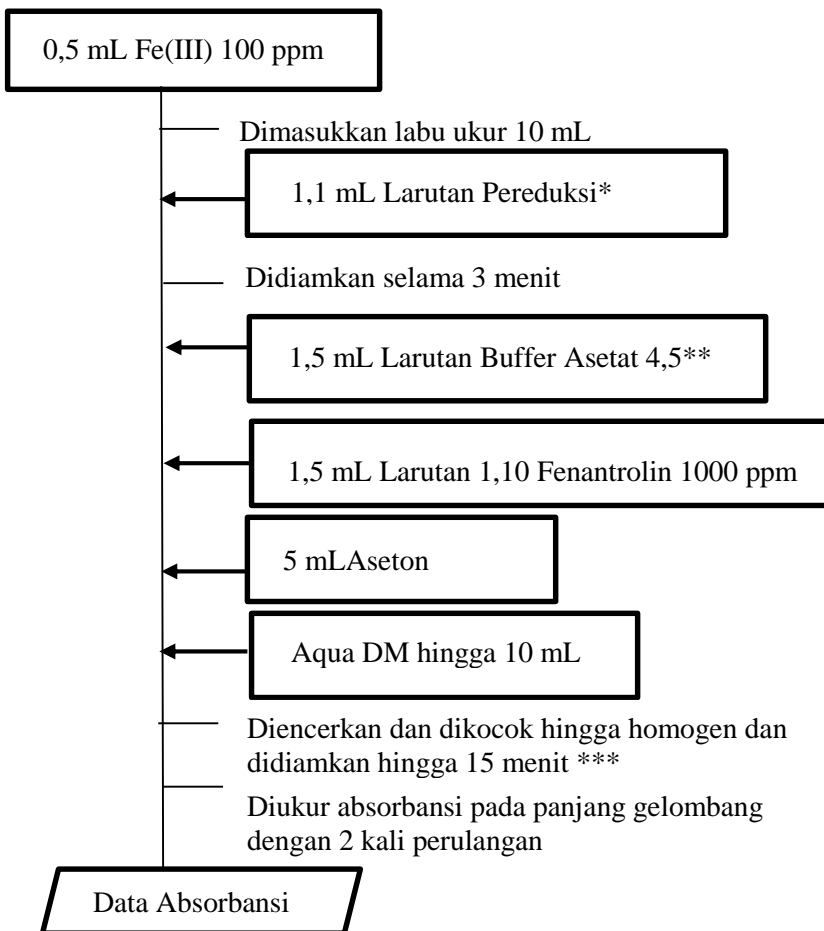 0,5 mL Fe(III) 100 ppm
Dimasukkan labu ukur 10 mL
1,1 mL Larutan Pereduksi*
Didiamkan selama 3 menit
1,5 mL Larutan Buffer Asetat 4,5**
1,5 mL Larutan 1,10 Fenantrolin 1000 ppm
5 mLAseton
Aqua DM hingga 10 mL
Diencerkan dan dikocok hingga homogen dan
didiamkan hingga 15 menit ***
Diukur absorbansi pada panjang gelombang
dengan 2 kali perulangan
Data Absorbansi